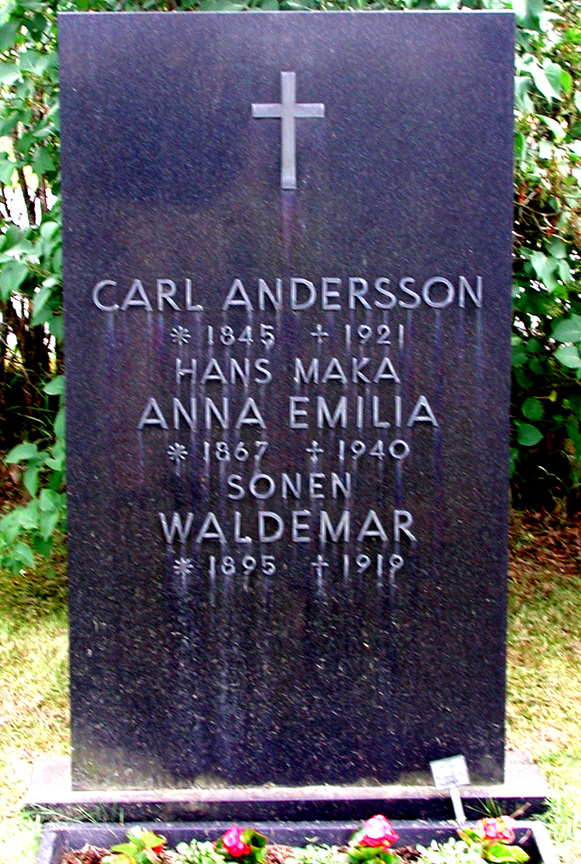 CARL ANDERSSON
* 1845 ✝ 1921
HANS MAKA
ANNA EMILIA
* 1867 ✝ 1940
SONEN
WALDEMAR
* 1895 ✝ 1919